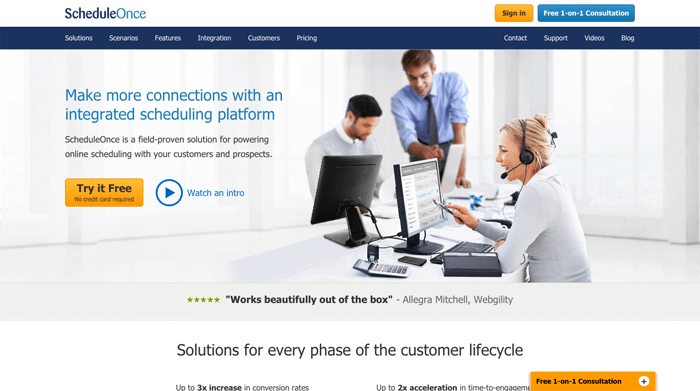 ScheduleOnce
Sign in
Free 1-on-1 Consultation
Solutions
Scenarios
Features
Integration
Customers
Pricing
Contact
Support
Videos
Blog
Make more connections with an
integrated scheduling platform
ScheduleOnce is a field-proven solution for powering
online scheduling with your customers and prospects.
Try it Free
No credit card required
Watch an intro
"Works beautifully out of the box" - Allegra Mitchell, Webgility
Solutions for every phase of the customer lifecycle
Up to 3x increase in conversion rates
Up to 2x acceleration in time-to-engageme
Free 1-on-1 Consultation